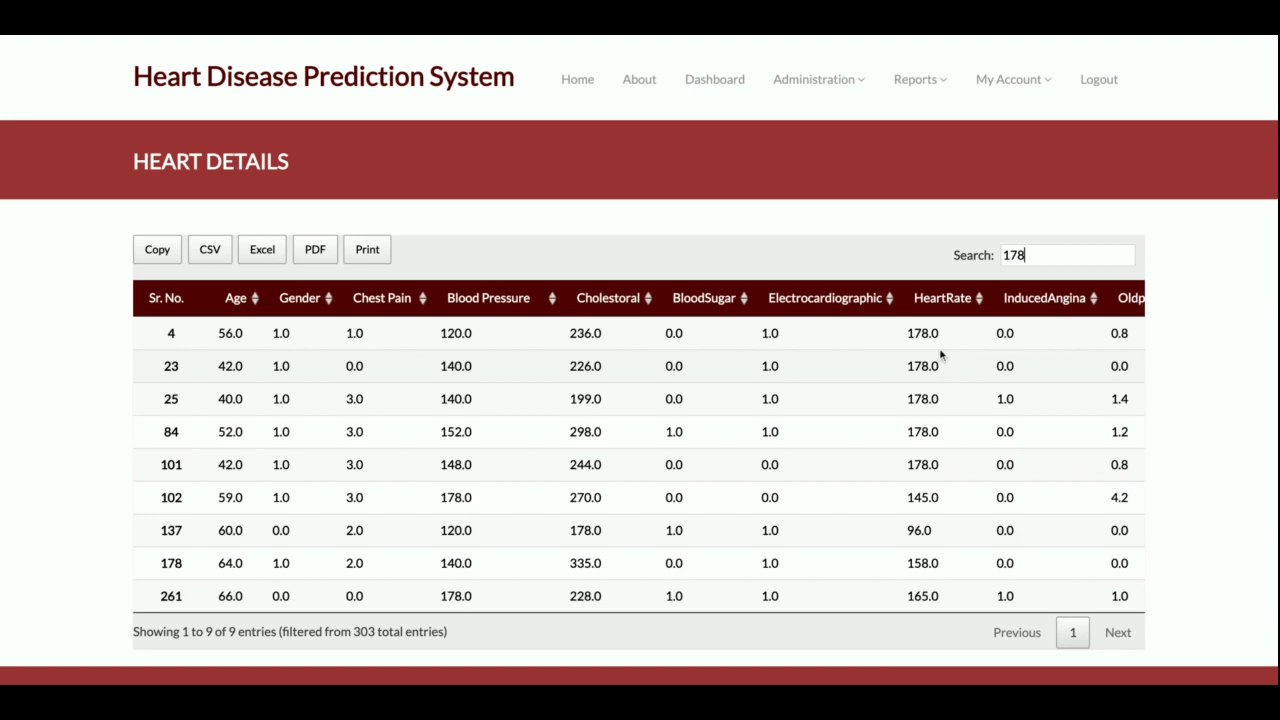 Heart Disease Prediction System Home About Dashboard Administration Reports My Account Logout
HEART DETAILS
Copy CSV Excel PDF Print Search: 178
Sr. No. Age Gender Chest Pain Blood Pressure Cholestoral BloodSugar Electrocardiographic HeartRate InducedAngina Oldp
4 56.0 1.0 1.0 120.0 236.0 0.0 1.0 178.0 0.0 0.8
23 42.0 1.0 0.0 140.0 226.0 0.0 1.0 178.0 0.0 0.0
25 40.0 1.0 3.0 140.0 199.0 0.0 1.0 178.0 1.0 1.4
84 52.0 1.0 3.0 152.0 298.0 1.0 1.0 178.0 0.0 1.2
101 42.0 1.0 3.0 148.0 244.0 0.0 0.0 178.0 0.0 0.8
102 59.0 1.0 3.0 178.0 270.0 0.0 0.0 145.0 0.0 4.2
137 60.0 0.0 2.0 120.0 178.0 1.0 1.0 96.0 0.0 0.0
178 64.0 1.0 2.0 140.0 335.0 0.0 1.0 158.0 0.0 0.0
261 66.0 0.0 0.0 178.0 228.0 1.0 1.0 165.0 1.0 1.0
Showing 1 to 9 of 9 entries (filtered from 303 total entries) Previous 1 Next